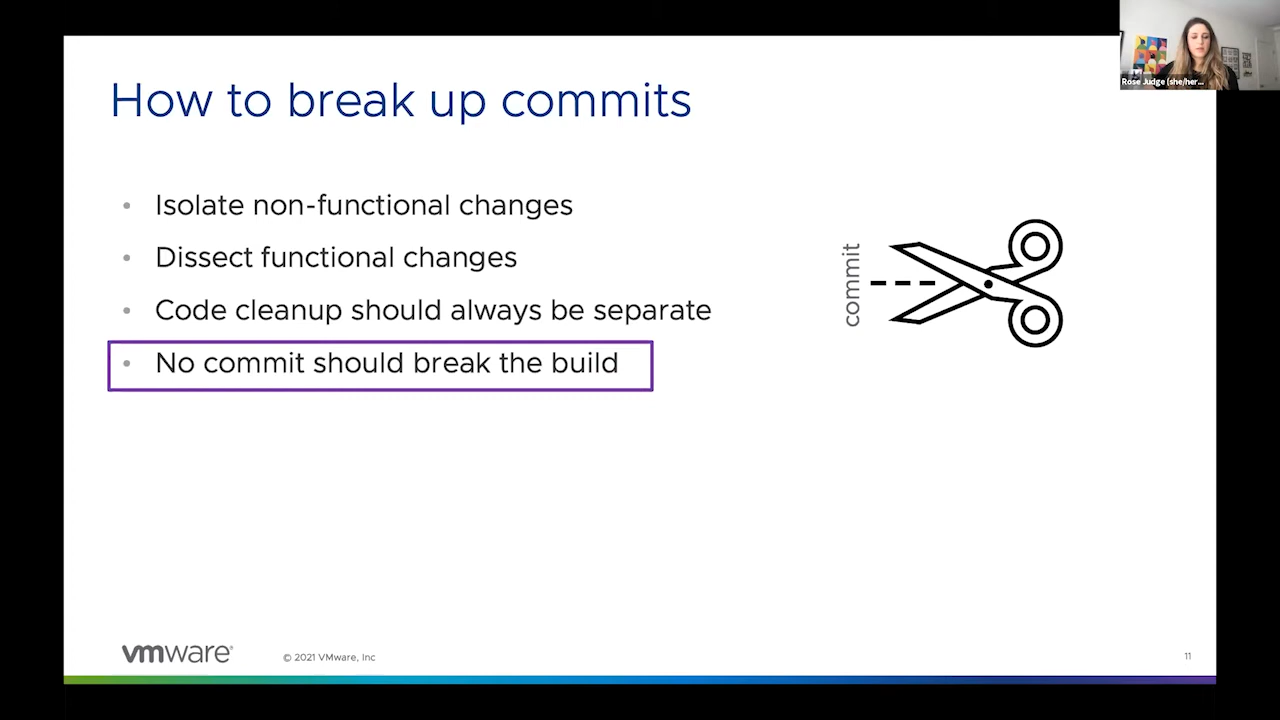 Rose Judge (she/her...
How to break up commits
• Isolate non-functional changes
• Dissect functional changes
• Code cleanup should always be separate
• No commit should break the build
commit
vmware®
© 2021 VMware, Inc
11